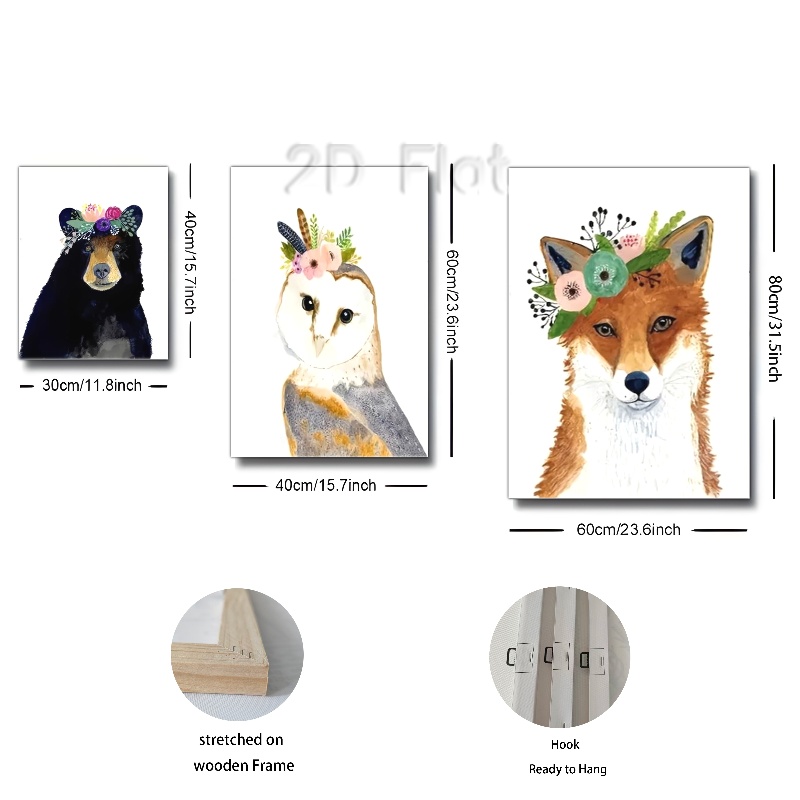 2D Flat
40cm/15.7inch
30cm/11.8inch
60cm/23.6inch
40cm/15.7inch
80cm/31.5inch
60cm/23.6inch
stretched on
wooden Frame
Hook
Ready to Hang